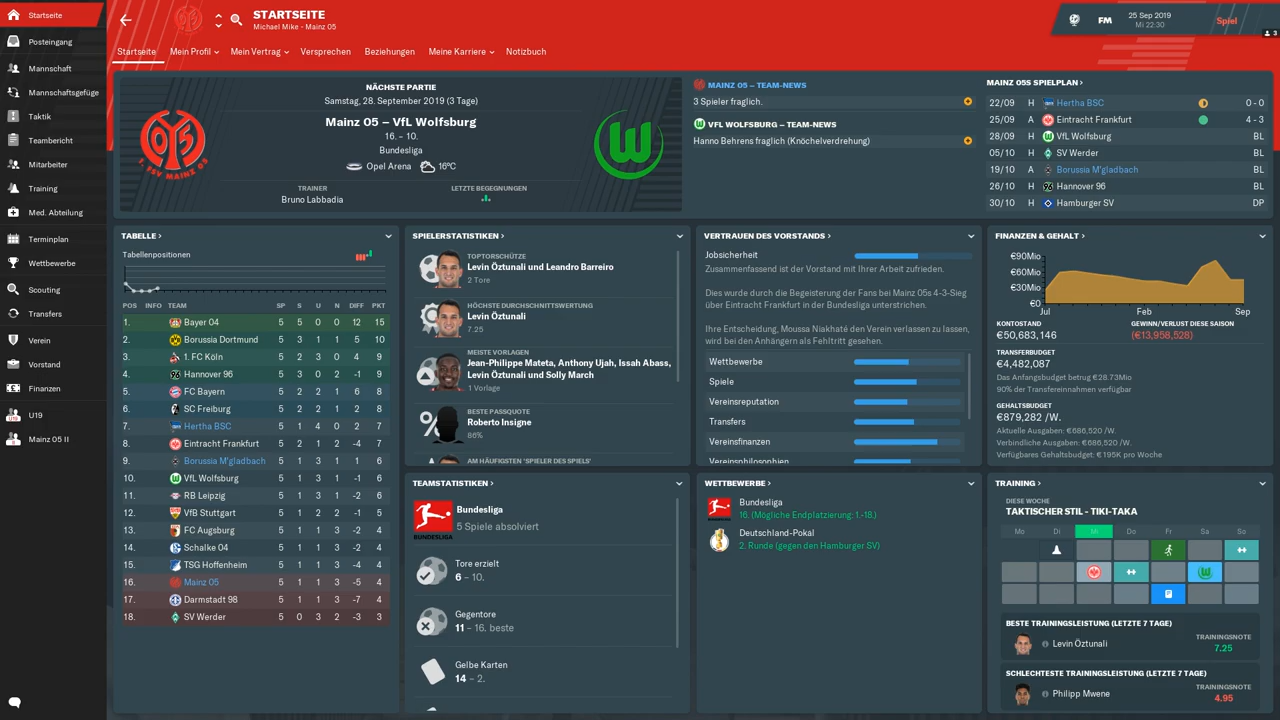 Startseite
Posteingang
Mannschaft
Mannschaftsgefüge
Taktik
Teambericht
Mitarbeiter
Training
Med. Abteilung
Terminplan
Wettbewerbe
Scouting
Transfers
Verein
Vorstand
Finanzen
U19
Mainz 05 II
STARTSEITE
Michael Mike - Mainz 05
FM
25 Sep 2019
Mi 22:30
Spiel
3
Startseite Mein Profil Mein Vertrag Versprechen Beziehungen Meine Karriere Notizbuch
NÄCHSTE PARTIE
Samstag, 28. September 2019 (3 Tage)
Mainz 05 – VfL Wolfsburg
16. – 10.
Bundesliga
Opel Arena 16ºC
TRAINER
Bruno Labbadia
LETZTE BEGEGNUNGEN
MAINZ 05 – TEAM-NEWS
3 Spieler fraglich.
VFL WOLFSBURG – TEAM-NEWS
Hanno Behrens fraglich (Knöchelverdrehung)
MAINZ 05S SPIELPLAN ›
22/09 H Hertha BSC 0 - 0
25/09 A Eintracht Frankfurt 4 - 3
28/09 H VfL Wolfsburg BL
05/10 H SV Werder BL
19/10 A Borussia M'gladbach BL
26/10 H Hannover 96 BL
30/10 H Hamburger SV DP
TABELLE ›
Tabellenpositionen
POS INFO TEAM SP S U N DIFF PKT
1. Bayer 04 5 5 0 0 12 15
2. Borussia Dortmund 5 3 1 1 5 10
3. 1. FC Köln 5 2 3 0 4 9
4. Hannover 96 5 3 0 2 -1 9
5. FC Bayern 5 2 2 1 6 8
6. SC Freiburg 5 2 2 1 2 8
7. Hertha BSC 5 1 4 0 2 7
8. Eintracht Frankfurt 5 2 1 2 -4 7
9. Borussia M'gladbach 5 1 3 1 1 6
10. VfL Wolfsburg 5 1 3 1 -1 6
11. RB Leipzig 5 1 3 1 -2 6
12. VfB Stuttgart 5 1 2 2 -1 5
13. FC Augsburg 5 1 1 3 -2 4
14. Schalke 04 5 1 1 3 -2 4
15. TSG Hoffenheim 5 1 1 3 -4 4
16. Mainz 05 5 1 1 3 -5 4
17. Darmstadt 98 5 1 1 3 -7 4
18. SV Werder 5 0 3 2 -3 3
SPIELERSTATISTIKEN ›
TOPTORSCHÜTZE
Levin Öztunali und Leandro Barreiro
2 Tore
HÖCHSTE DURCHSCHNITTSWERTUNG
Levin Öztunali
7.25
MEISTE VORLAGEN
Jean-Philippe Mateta, Anthony Ujah, Issah Abass,
Levin Öztunali und Solly March
1 Vorlage
BESTE PASSQUOTE
Roberto Insigne
86%
AM HÄUFIGSTEN 'SPIELER DES SPIELS'
TEAMSTATISTIKEN ›
BUNDESLIGA
Bundesliga
5 Spiele absolviert
Tore erzielt
6 – 10.
Gegentore
11 – 16. beste
Gelbe Karten
14 – 2.
VERTRAUEN DES VORSTANDS ›
Jobsicherheit
Zusammenfassend ist der Vorstand mit Ihrer Arbeit zufrieden.
Dies wurde durch die Begeisterung der Fans bei Mainz 05s 4-3-Sieg
über Eintracht Frankfurt in der Bundesliga unterstrichen.
Ihre Entscheidung, Moussa Niakhaté den Verein verlassen zu lassen,
wird bei den Anhängern als Fehltritt gesehen.
Wettbewerbe
Spiele
Vereinsreputation
Transfers
Vereinsfinanzen
Vereinsphilosophien
WETTBEWERBE ›
Bundesliga
16. (Mögliche Endplatzierung: 1.-18.)
Deutschland-Pokal
2. Runde (gegen den Hamburger SV)
FINANZEN & GEHALT ›
€90Mio
€60Mio
€30Mio
€0
Jul Feb Sep
KONTOSTAND
€50,683,146
GEWINN/VERLUST DIESE SAISON
(€13,958,528)
TRANSFERBUDGET
€4,482,087
Das Anfangsbudget betrug €28.73Mio
90% der Transfereinnahmen verfügbar
GEHALTSBUDGET
€879,282 /W.
Aktuelle Ausgaben: €686,520 /W.
Verbindliche Ausgaben: €686,520 /W.
Verfügbares Gehaltsbudget: €195K pro Woche
TRAINING ›
DIESE WOCHE
TAKTISCHER STIL - TIKI-TAKA
Mo Di Mi Do Fr Sa So
BESTE TRAININGSLEISTUNG (LETZTE 7 TAGE)
Levin Öztunali
TRAININGSNOTE
7.25
SCHLECHTESTE TRAININGSLEISTUNG (LETZTE 7 TAGE)
Philipp Mwene
TRAININGSNOTE
4.95